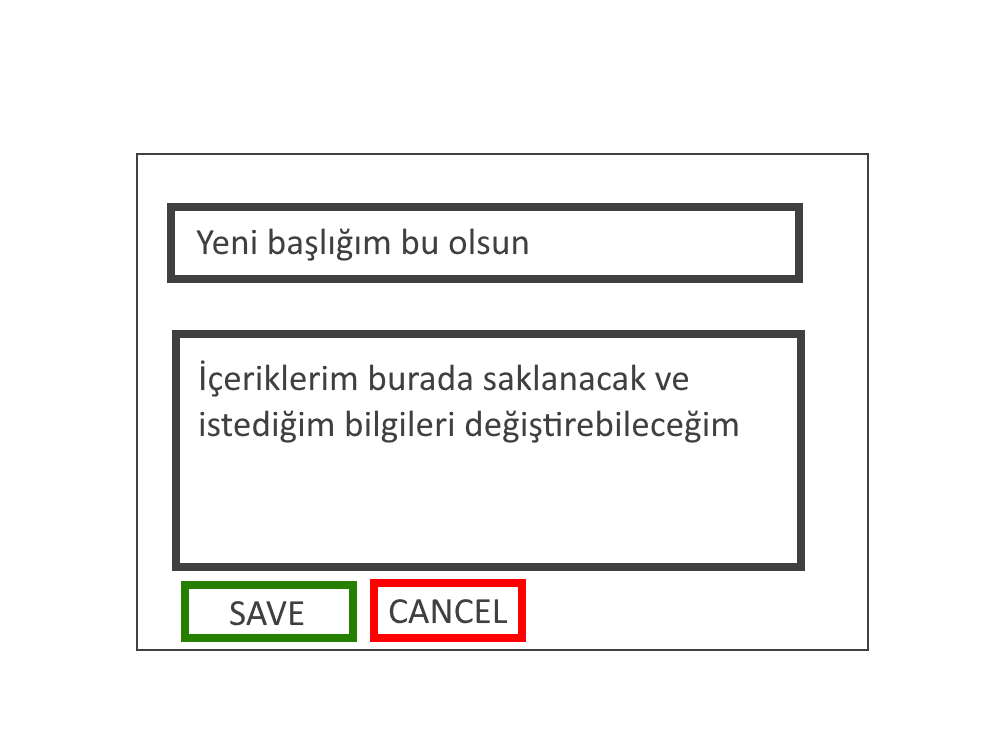 Yeni başlığım bu olsun
İçeriklerim burada saklanacak ve
istediğim bilgileri değiştirebileceğim
SAVE
CANCEL